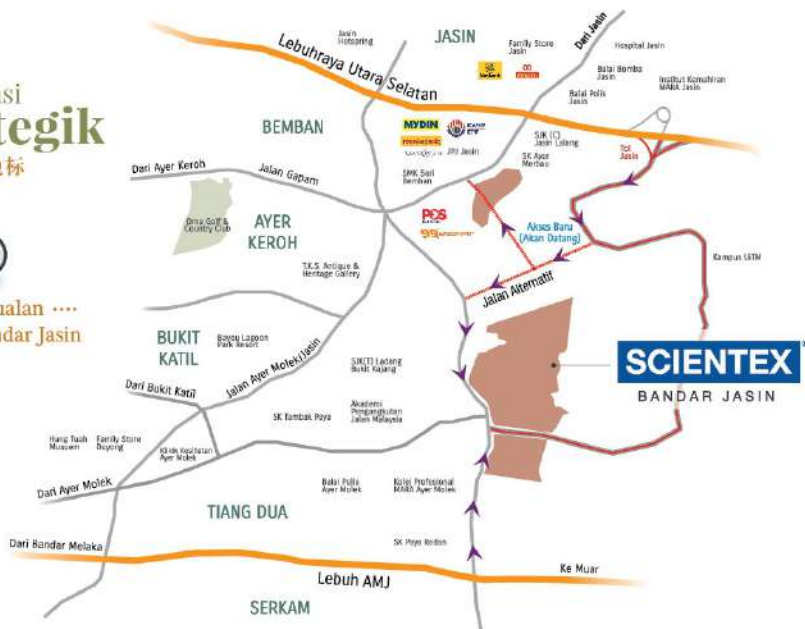 asi
tegik
标
ualan ····
dar Jasin
JASIN
Jasin
Hotspring
Lebuhraya Utara Selatan
Family Store
Jasin
Dari Jasin
Hospital Jasin
Balai Bomba
Jasin
Institut Kemahiran
MARA Jasin
Balai Polis
Jasin
BEMBAN
MYDIN
JPJ Jasin
SJK (C)
Jasin Lalang
Tol
Jasin
SK Ayer
Merbau
SMK Seri
Bemban
Dari Ayer Keroh
Jalan Gapam
Orna Golf &
Country Club
AYER
KEROH
POS
Akses Baru
(Akan Datang)
Kampus UiTM
T.K.S. Antique &
Heritage Gallery
Jalan Alternatif
BUKIT
KATIL
Bayou Lagoon
Park Resort
Jalan Ayer Molek/Jasin
SJK(T) Ladang
Bukit Kajang
SCIENTEX
BANDAR JASIN
Dari Bukit Katil
SK Tambak Paya
Akademi
Pengangkutan
Jalan Malaysia
Hang Tuah
Museum
Family Store
Duyong
Klinik Kesihatan
Ayer Molek
Dari Ayer Molek
Balai Polis
Ayer Molek
Kolej Profesional
MARA Ayer Molek
TIANG DUA
SK Paya Redan
Dari Bandar Melaka
Lebuh AMJ
Ke Muar
SERKAM